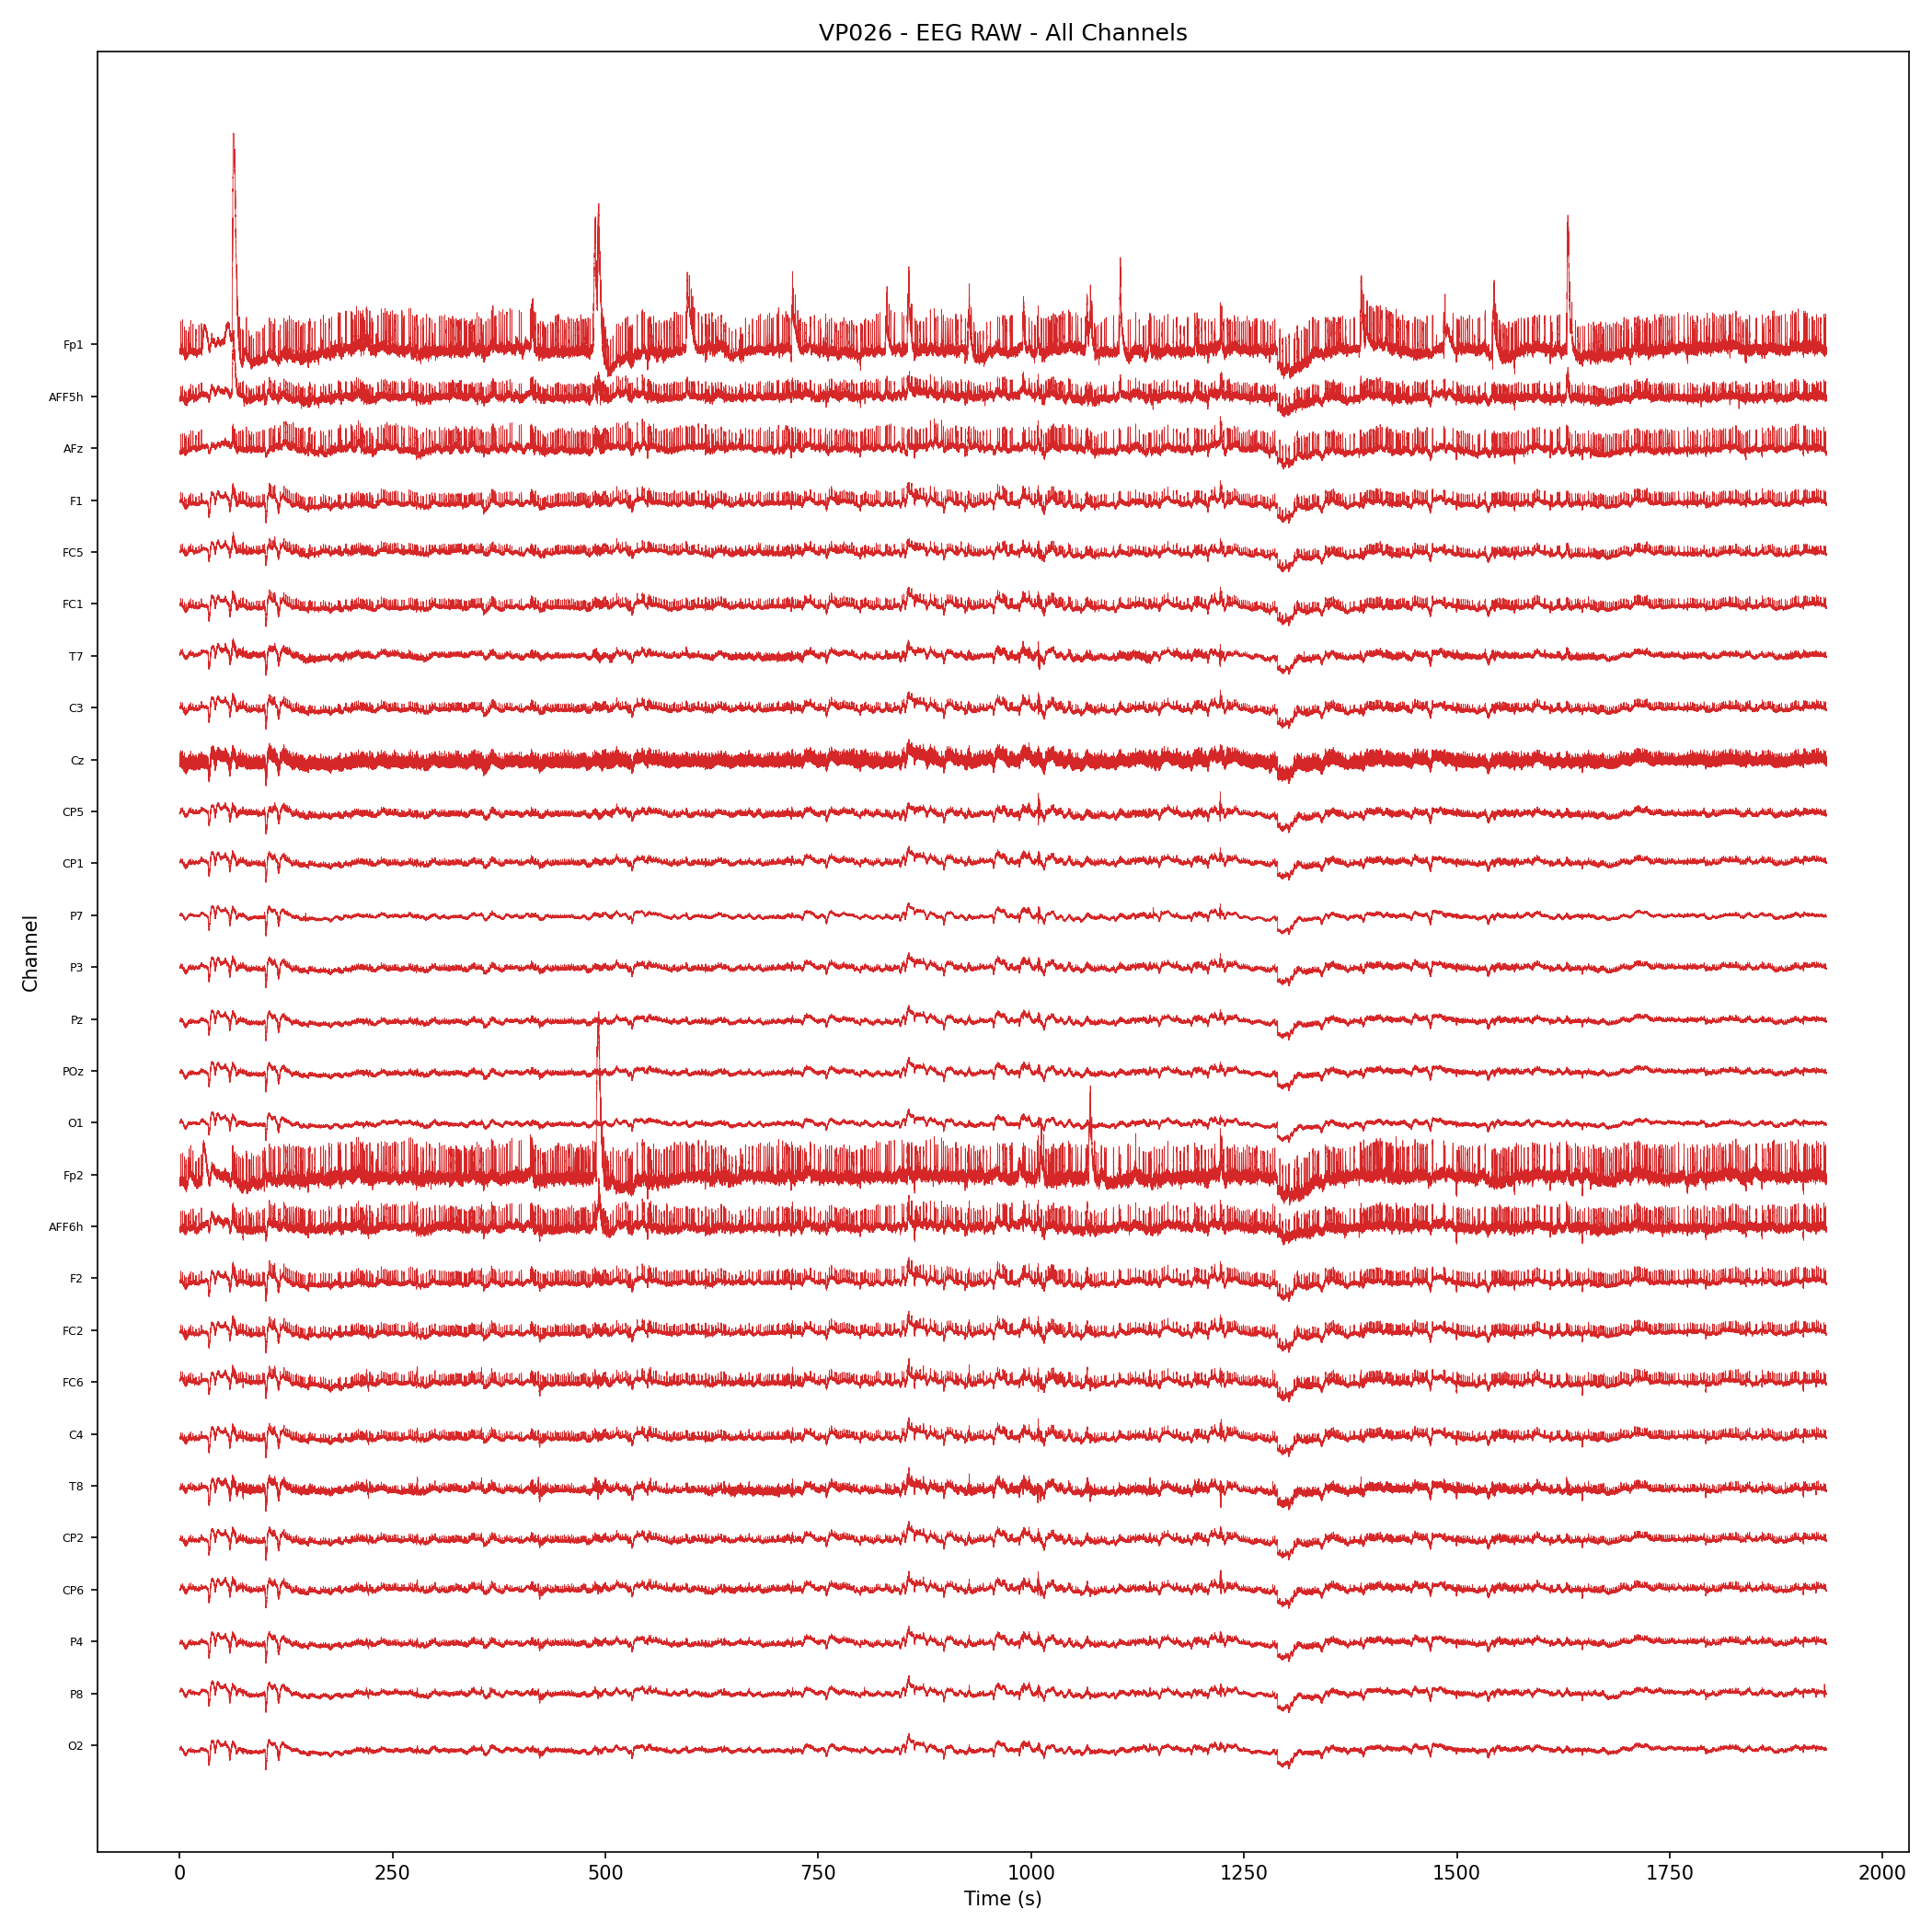 VP026 - EEG RAW - All Channels
Fp1
AFF5h
AFz
F1
FC5
FC1
T7
C3
Cz
CP5
CP1
P7
P3
Pz
POz
O1
Fp2
AFF6h
F2
FC2
FC6
C4
T8
CP2
CP6
P4
P8
O2
Channel
0 250 500 750 1000 1250 1500 1750 2000
Time (s)